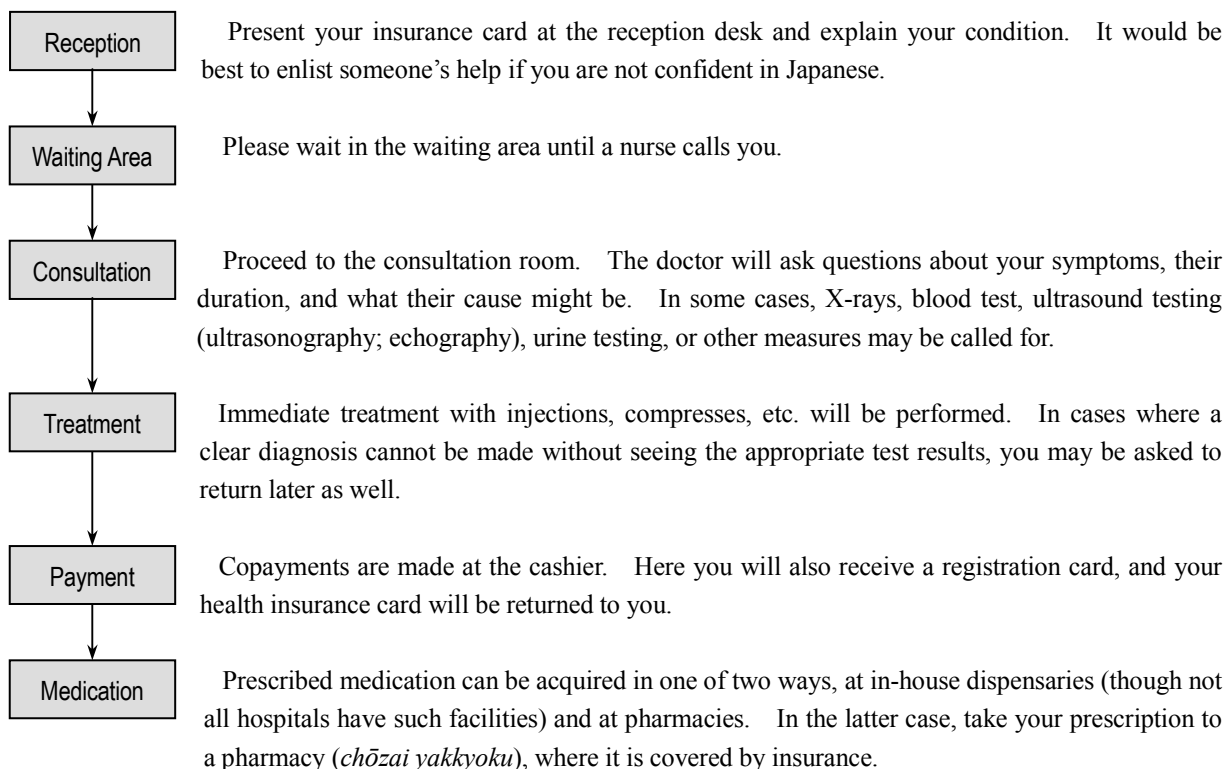 Reception
Present your insurance card at the reception desk and explain your condition. It would be
best to enlist someone's help if you are not confident in Japanese.
Waiting Area
Please wait in the waiting area until a nurse calls you.
Consultation
Proceed to the consultation room. The doctor will ask questions about your symptoms, their
duration, and what their cause might be. In some cases, X-rays, blood test, ultrasound testing
(ultrasonography; echography), urine testing, or other measures may be called for.
Treatment
Immediate treatment with injections, compresses, etc. will be performed. In cases where a
clear diagnosis cannot be made without seeing the appropriate test results, you may be asked to
return later as well.
Payment
Copayments are made at the cashier. Here you will also receive a registration card, and your
health insurance card will be returned to you.
Medication
Prescribed medication can be acquired in one of two ways, at in-house dispensaries (though not
all hospitals have such facilities) and at pharmacies. In the latter case, take your prescription to
a pharmacy (chōzai yakkyoku), where it is covered by insurance.